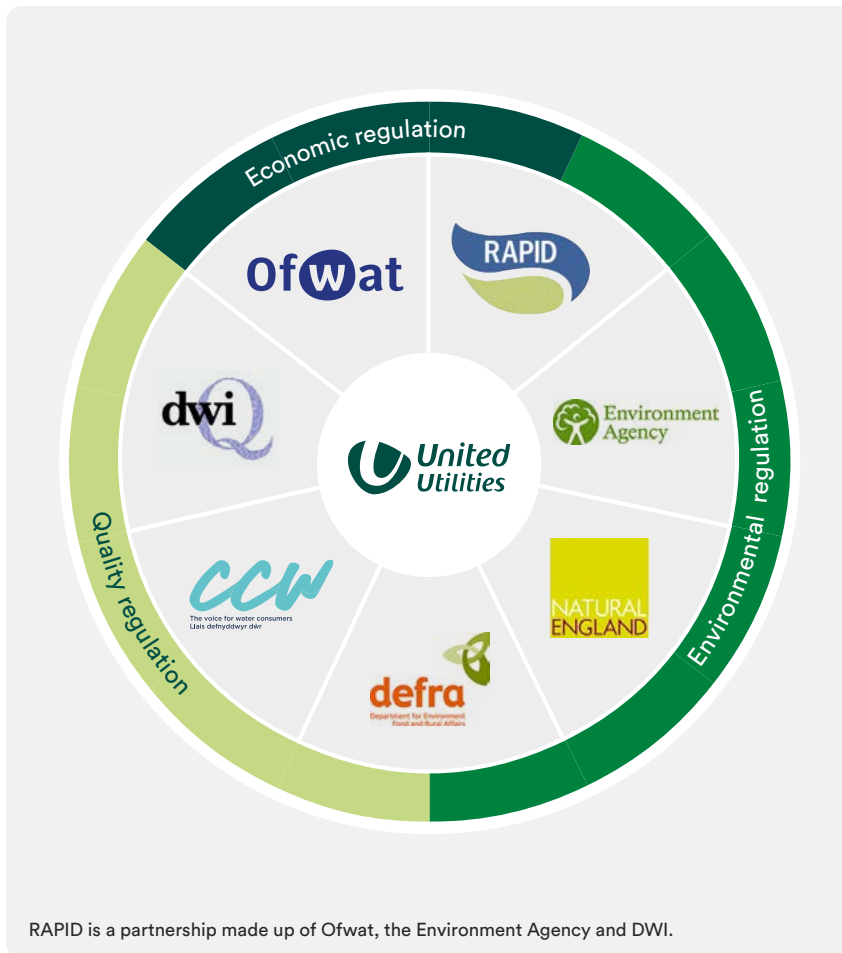 Economic regulation
Ofwat
RAPID
dwi
Q
Environment
Agency
United
Utilities
Environmental regulation
Quality regulation
ccw
The voice for water consumers
Llais defnyddwyr dŵr
NATURAL
ENGLAND
defra
Department for Environment
Food and Rural Affairs
RAPID is a partnership made up of Ofwat, the Environment Agency and DWI.